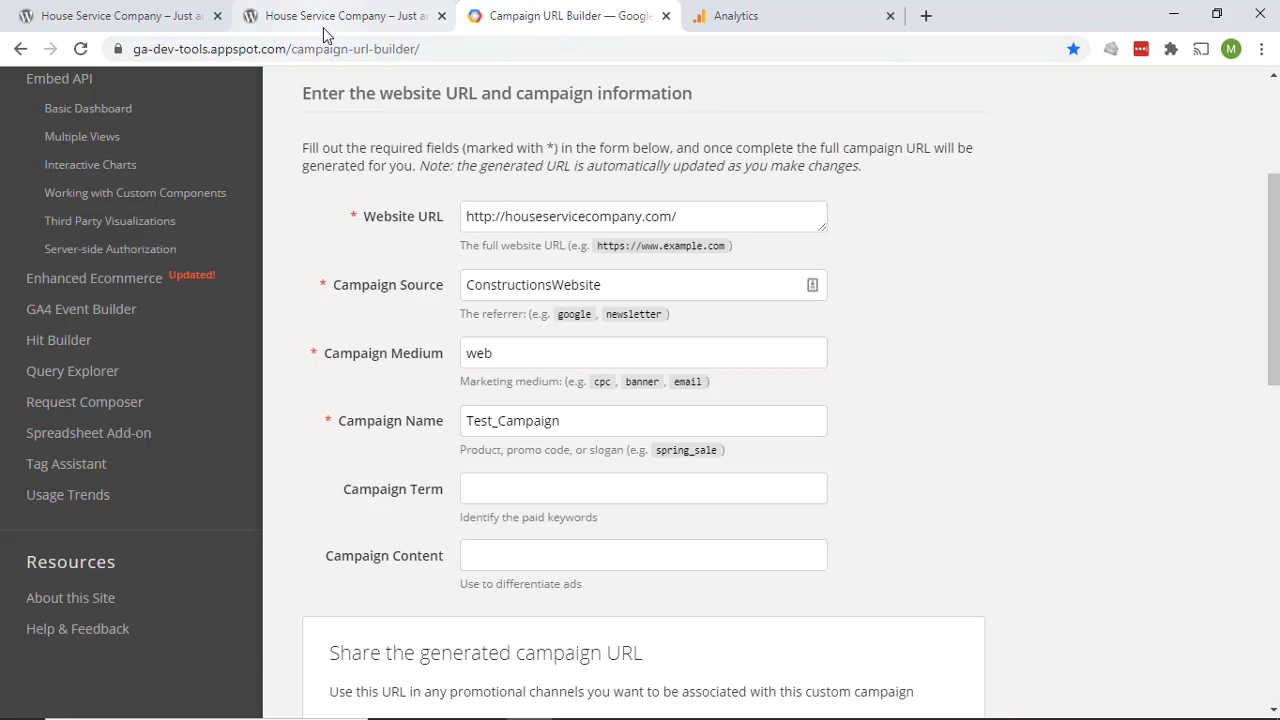 House Service Company – Just an
House Service Company – Just an
Campaign URL Builder — Google
Analytics
ga-dev-tools.appspot.com/campaign-url-builder/
M
Embed API
Basic Dashboard
Multiple Views
Interactive Charts
Working with Custom Components
Third Party Visualizations
Server-side Authorization
Enhanced Ecommerce Updated!
GA4 Event Builder
Hit Builder
Query Explorer
Request Composer
Spreadsheet Add-on
Tag Assistant
Usage Trends
Resources
About this Site
Help & Feedback
Enter the website URL and campaign information
Fill out the required fields (marked with *) in the form below, and once complete the full campaign URL will be
generated for you. Note: the generated URL is automatically updated as you make changes.
* Website URL http://houseservicecompany.com/
The full website URL (e.g. https://www.example.com )
* Campaign Source ConstructionsWebsite
The referrer: (e.g. google , newsletter )
* Campaign Medium web
Marketing medium: (e.g. cpc , banner , email )
* Campaign Name Test_Campaign
Product, promo code, or slogan (e.g. spring_sale )
Campaign Term
Identify the paid keywords
Campaign Content
Use to differentiate ads
Share the generated campaign URL
Use this URL in any promotional channels you want to be associated with this custom campaign